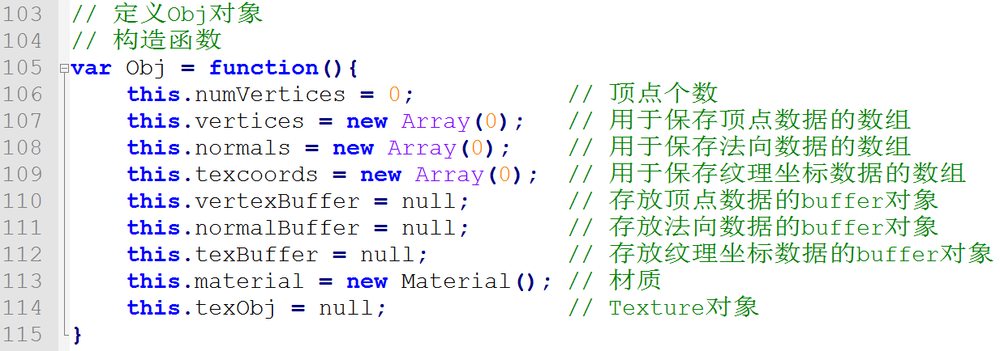 103 // 定义Obj对象
104 // 构造函数
105 var Obj = function(){
106 this.numVertices = 0; // 顶点个数
107 this.vertices = new Array(0); // 用于保存顶点数据的数组
108 this.normals = new Array(0); // 用于保存法向数据的数组
109 this.texcoords = new Array(0); // 用于保存纹理坐标数据的数组
110 this.vertexBuffer = null; // 存放顶点数据的buffer对象
111 this.normalBuffer = null; // 存放法向数据的buffer对象
112 this.texBuffer = null; // 存放纹理坐标数据的buffer对象
113 this.material = new Material(); // 材质
114 this.texObj = null; // Texture对象
115 }